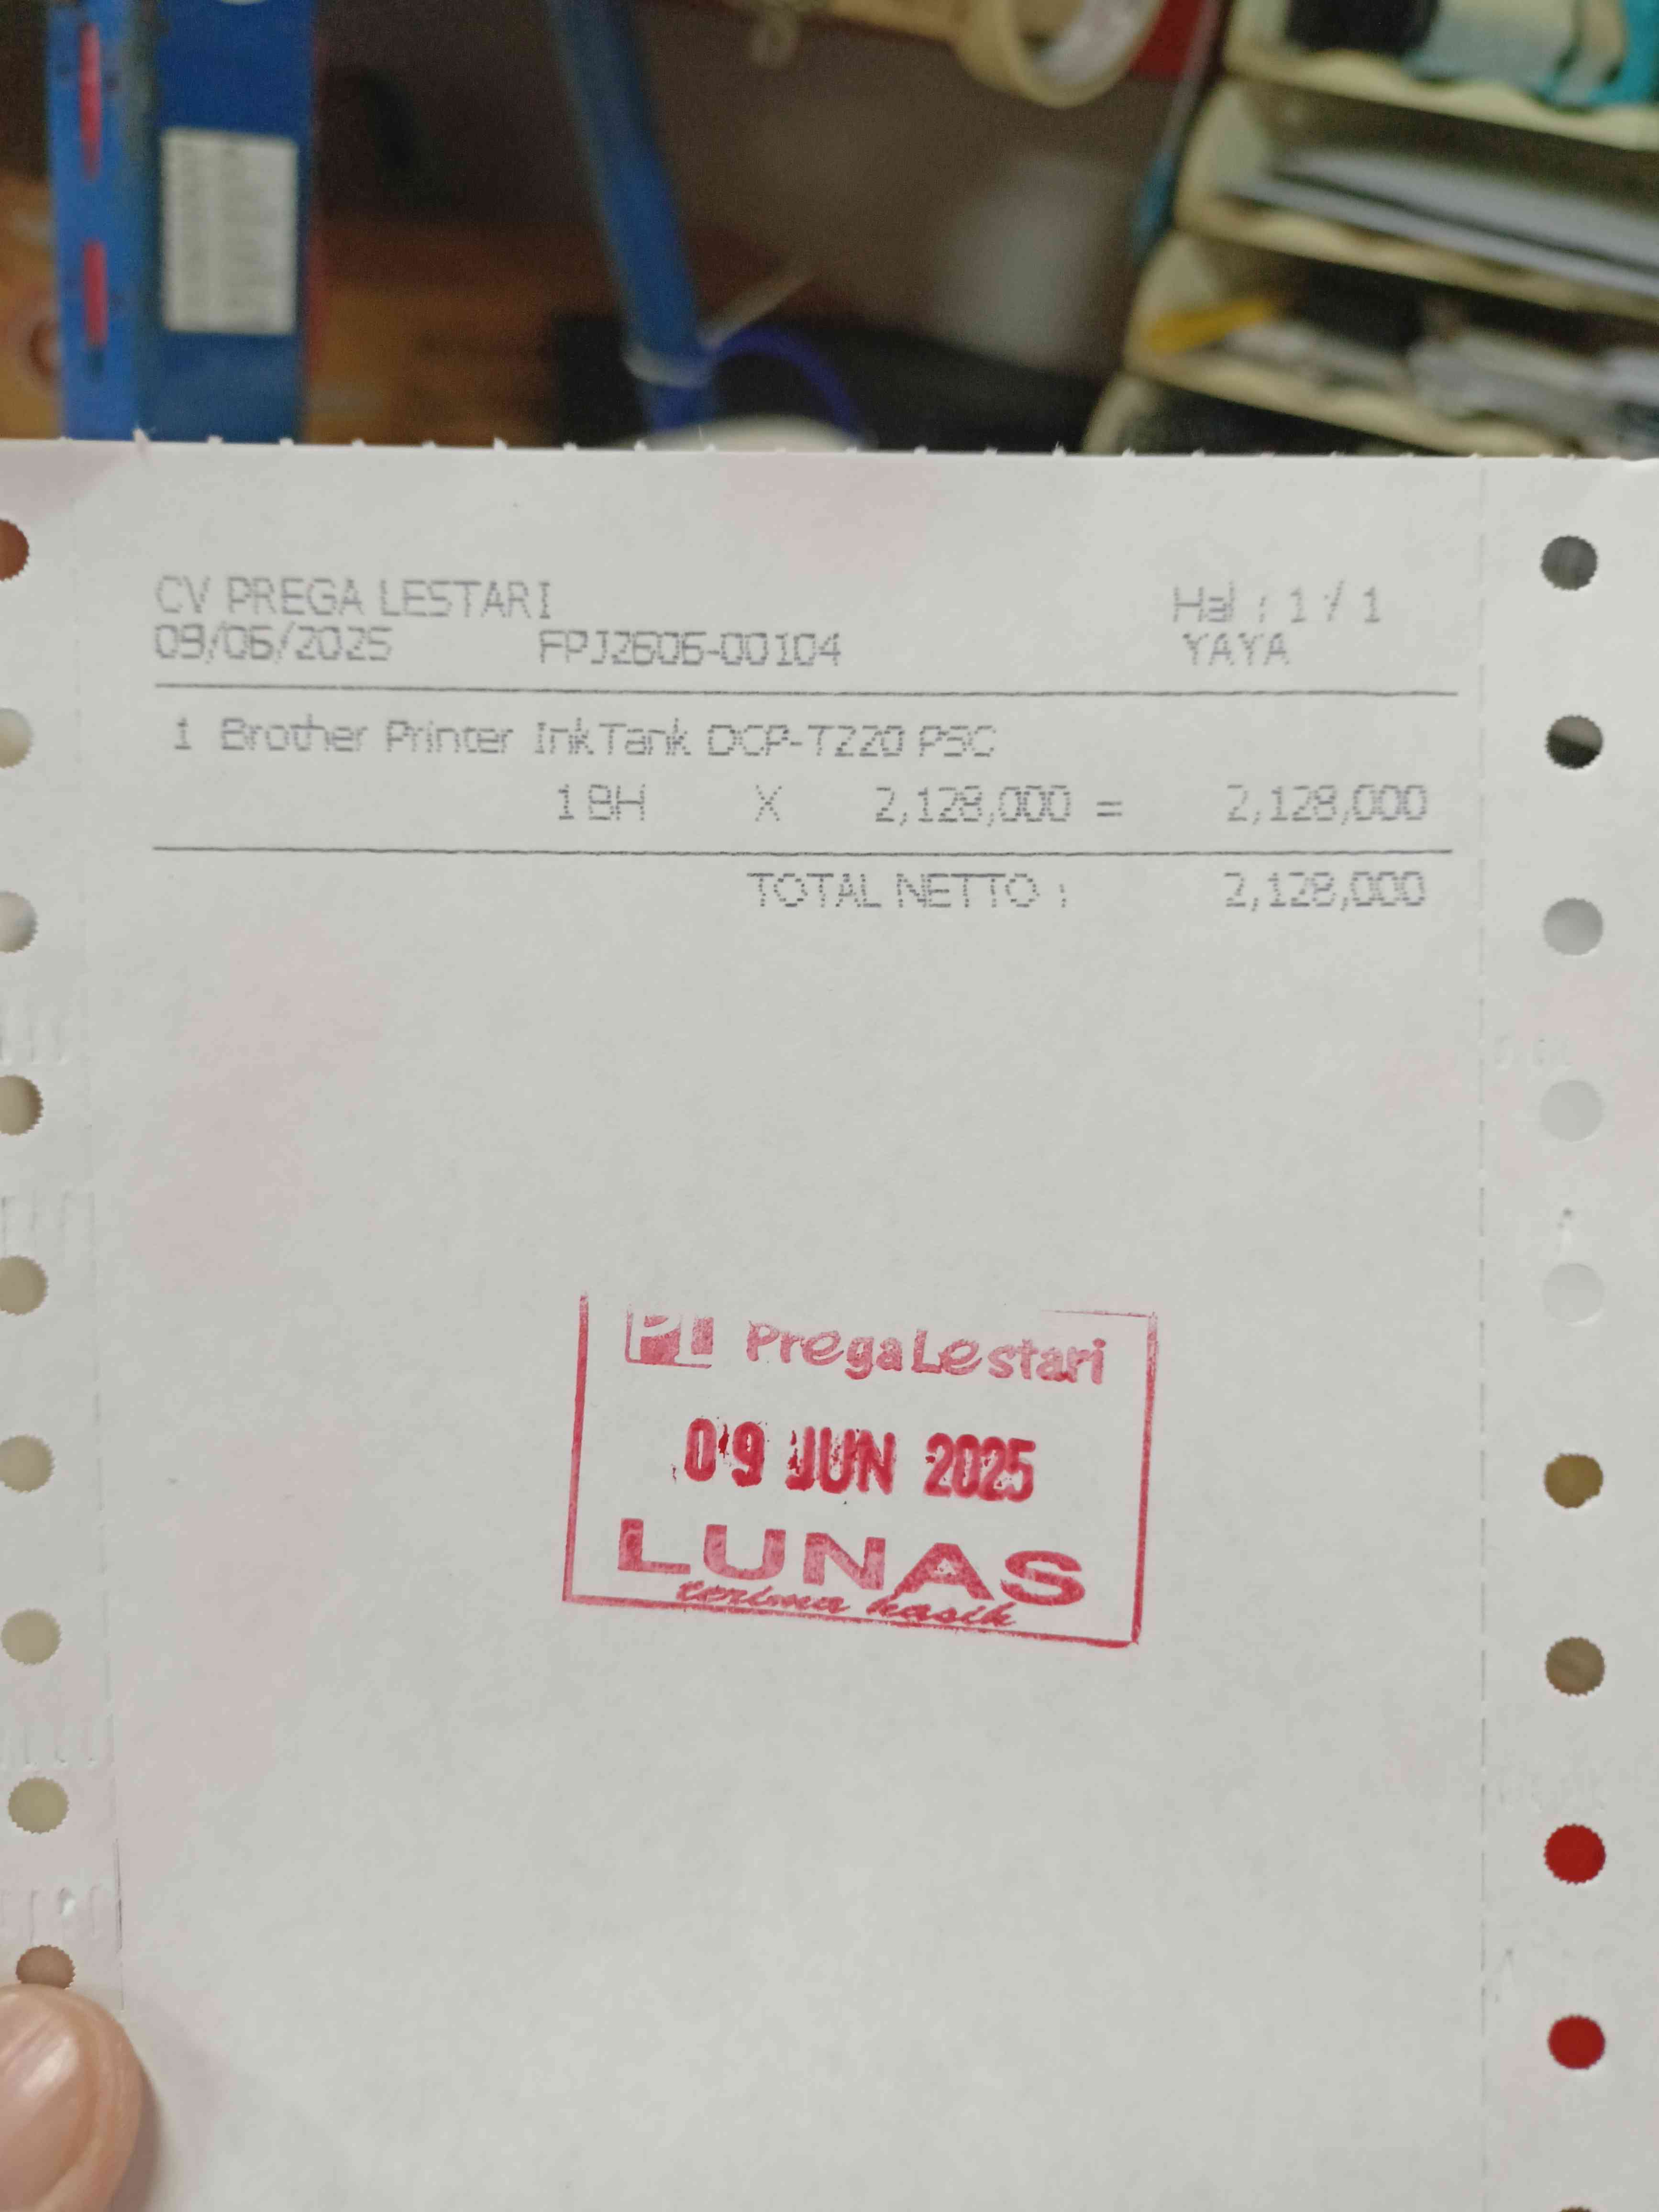 CV PREGA LESTARI Hal : 1 / 1
09/06/2025 FPJ2606-00104 YAYA
1 Brother Printer InkTank DCP-T220 PSC
1 BH X 2,128,000 = 2,128,000
TOTAL NETTO : 2,128,000
PL PregaLestari
09 JUN 2025
LUNAS
terima kasih